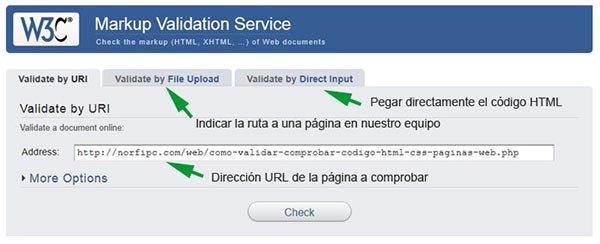 W3C® Markup Validation Service
Check the markup (HTML, XHTML, ...) of Web documents
Validate by URI Validate by File Upload Validate by Direct Input
Pegar directamente el código HTML
Validate by URI
Indicar la ruta a una página en nuestro equipo
Validate a document online:
Address: http://norfipc.com/web/como-validar-comprobar-codigo-html-css-paginas-web.php
More Options
Dirección URL de la página a comprobar
Check